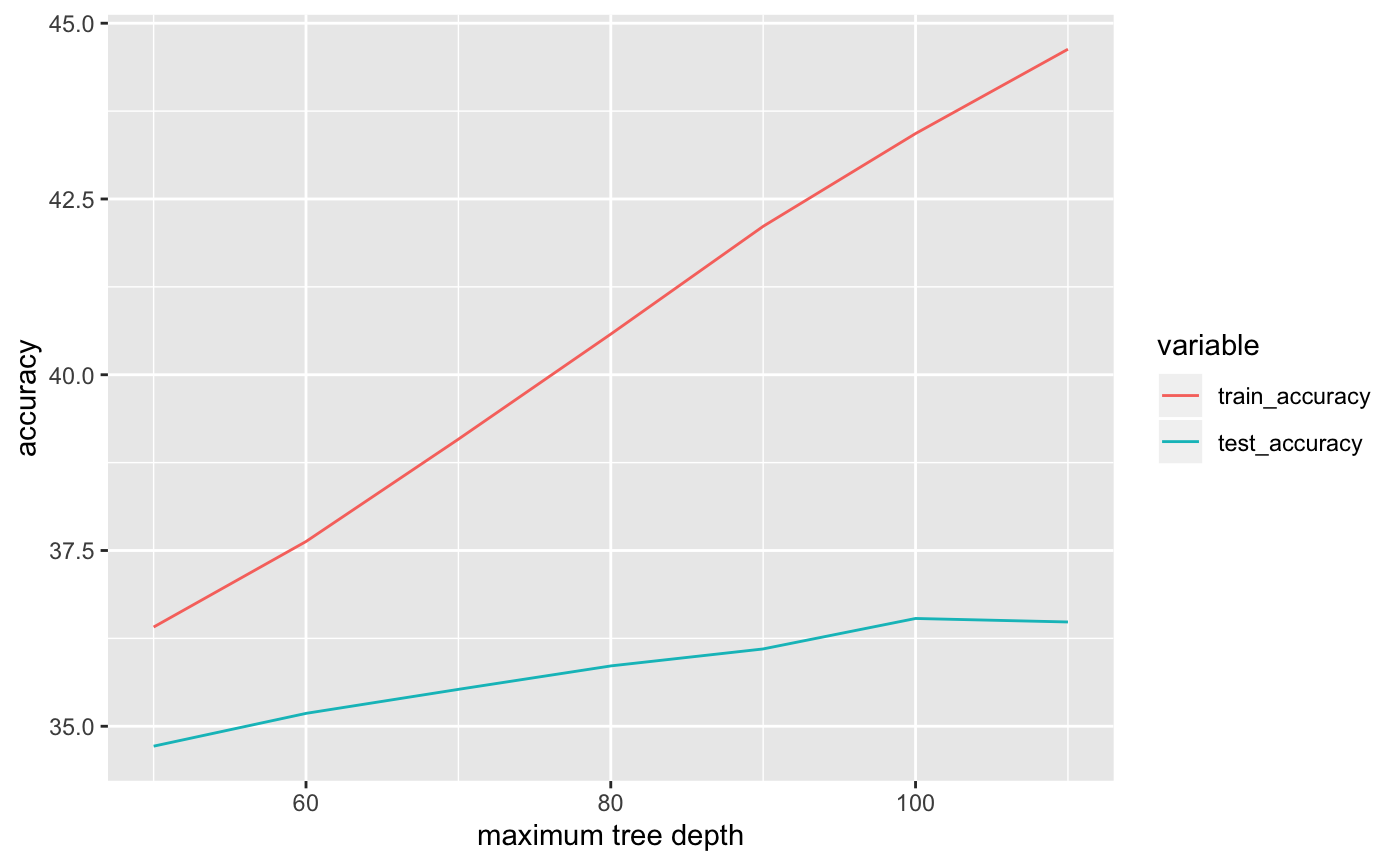 45.0
42.5
40.0
37.5
35.0
accuracy
60 80 100
maximum tree depth
variable
train_accuracy
test_accuracy